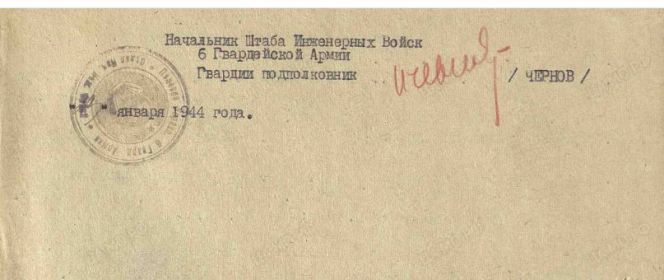 Начальник Штаба Инженерных Войск
6 Гвардейской Армии
Гвардии подполковник / ЧЕРНОВ /
" " января 1944 года.